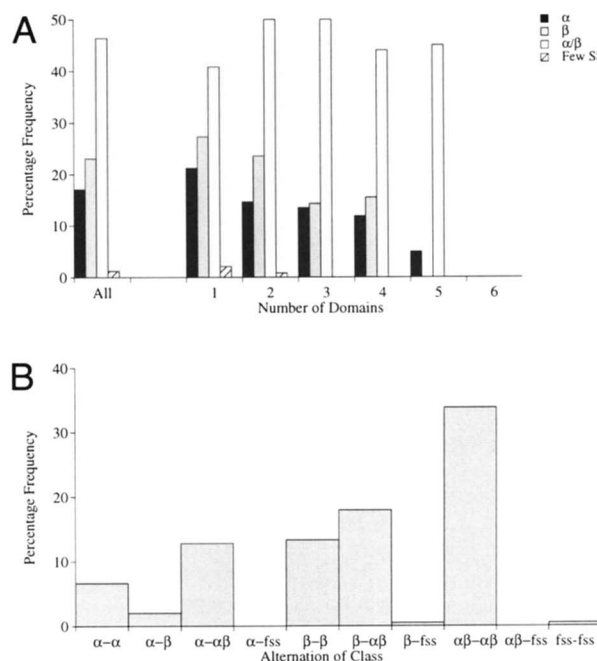 A
α
β
α/β
Few S
50
40
30
20
10
0
Percentage Frequency
All 1 2 3 4 5 6
Number of Domains
B
40
30
20
10
0
Percentage Frequency
α−α α−β α−αβ α−fss β−β β−αβ β−fss αβ−αβ αβ−fss fss-fss
Alternation of Class